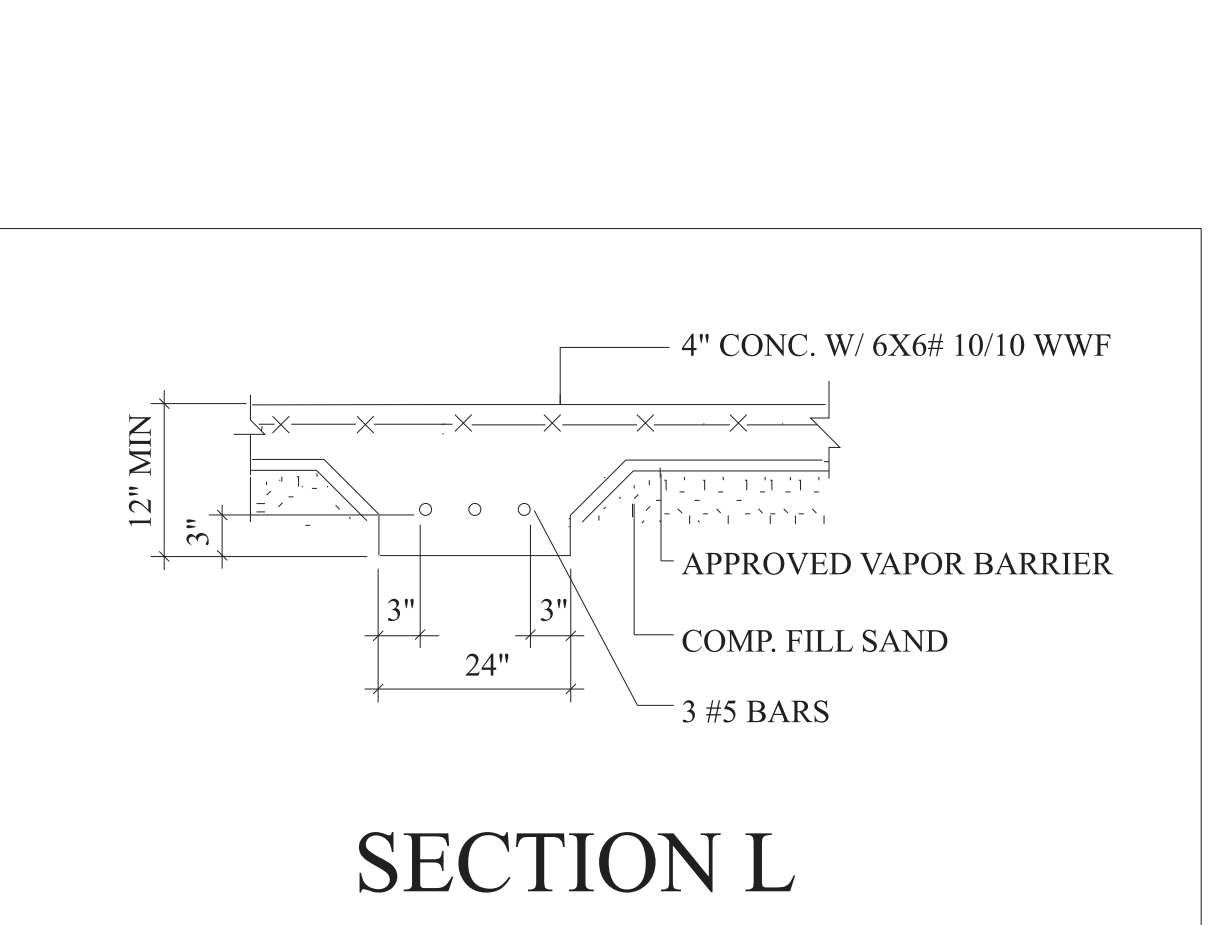 4" CONC. W/ 6X6# 10/10 WWF
12" MIN
3"
APPROVED VAPOR BARRIER
3"
3"
COMP. FILL SAND
24"
3 #5 BARS
SECTION L